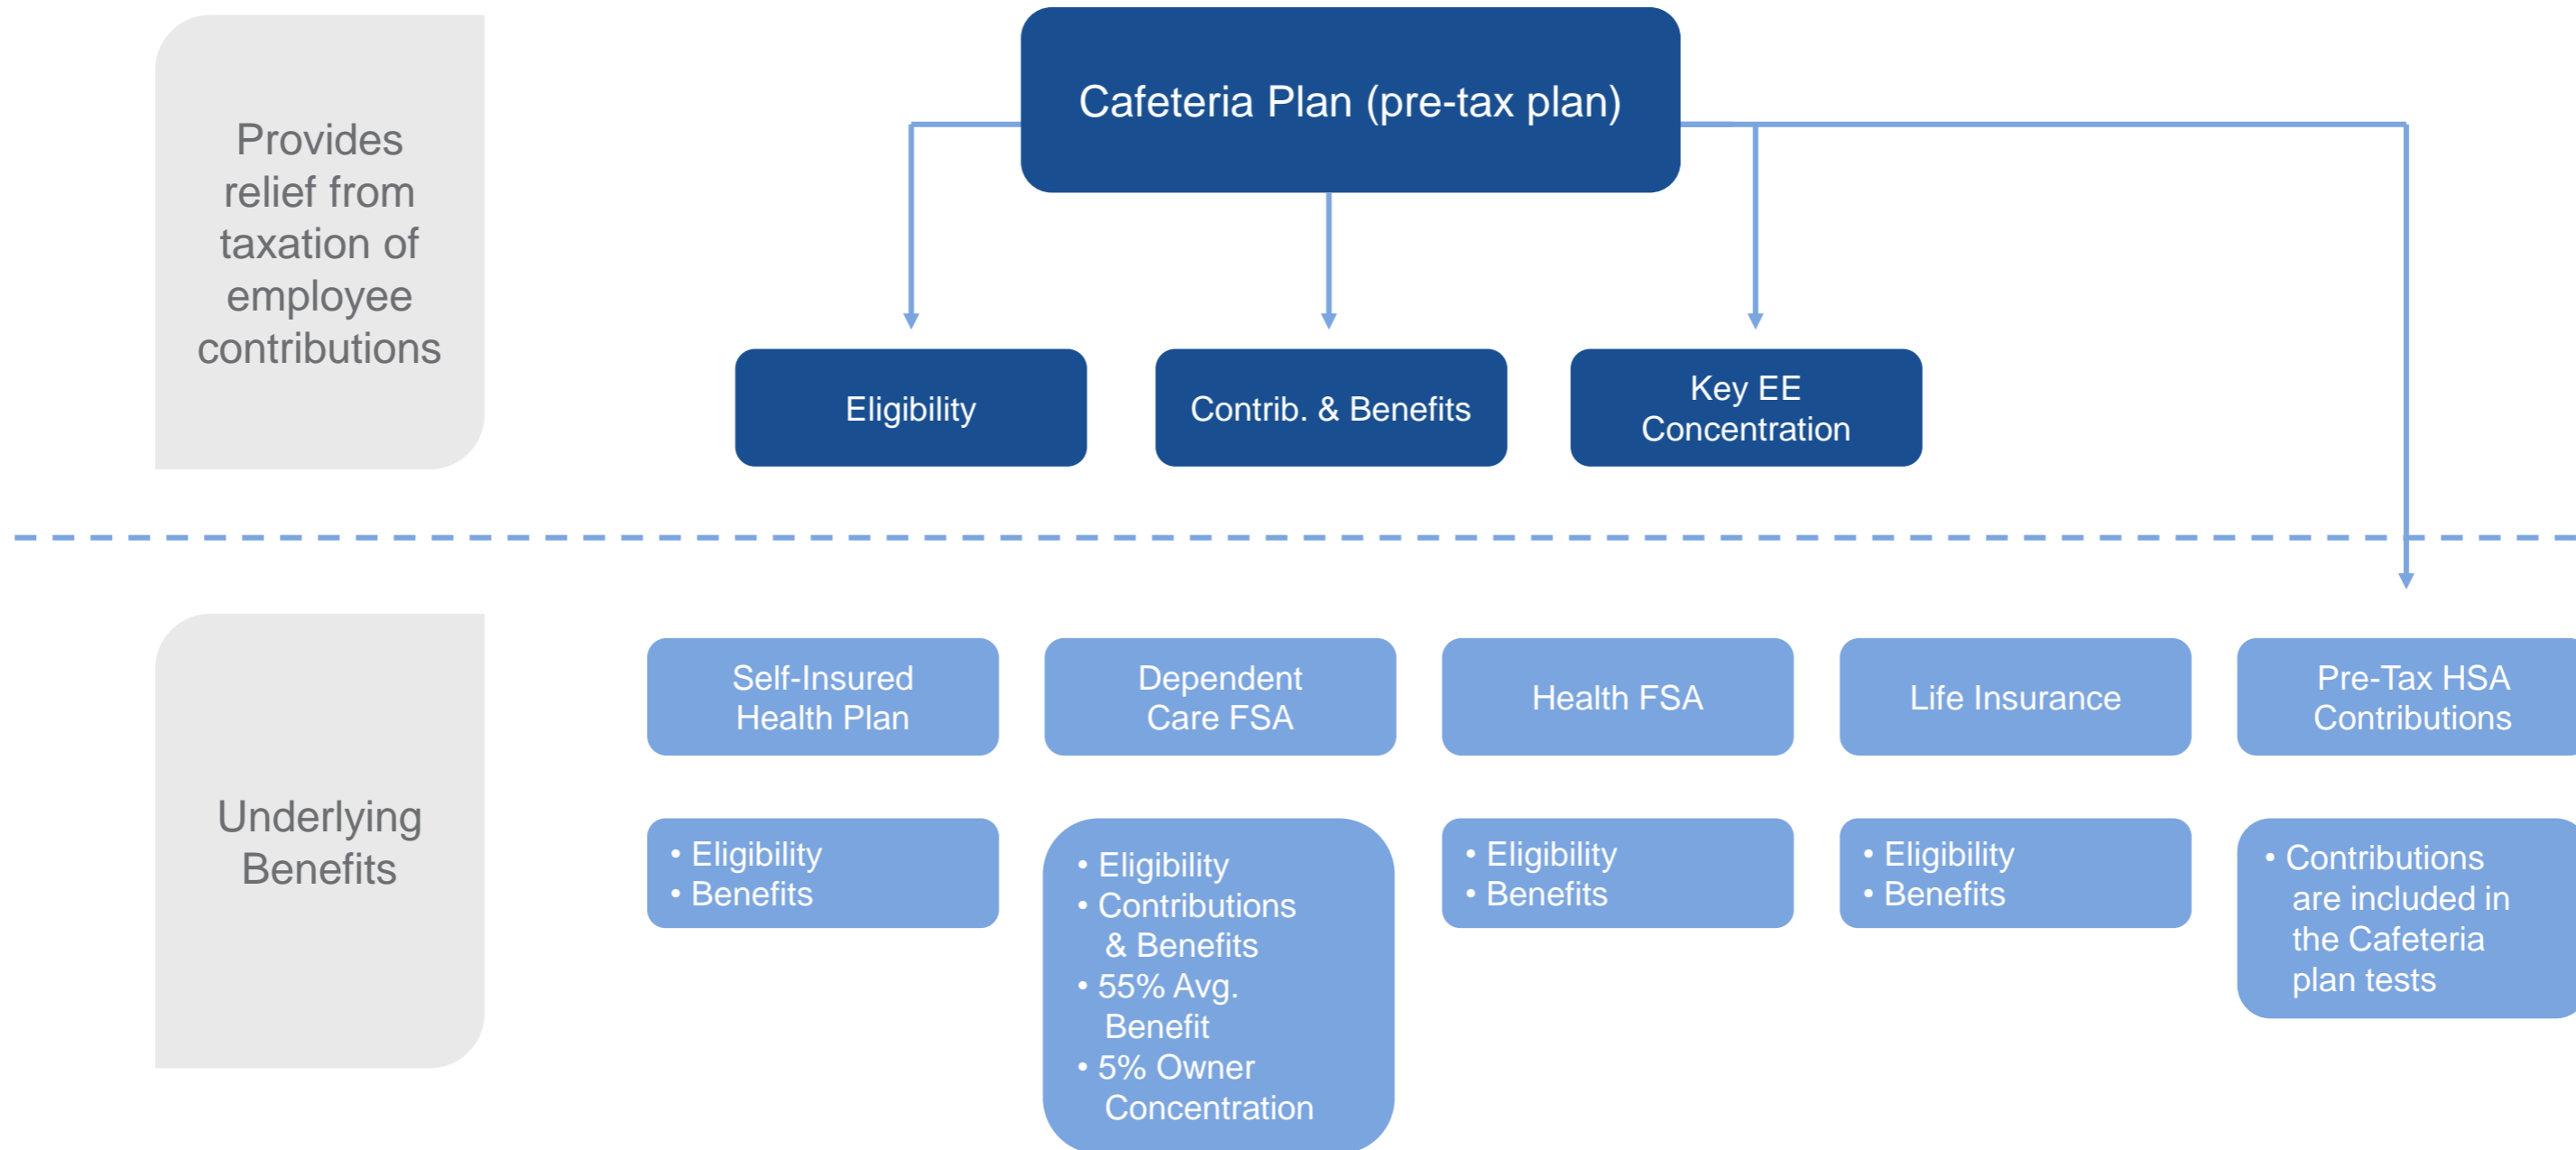 Provides
relief from
taxation of
employee
contributions
Cafeteria Plan (pre-tax plan)
Eligibility
Contrib. & Benefits
Key EE
Concentration
Underlying
Benefits
Self-Insured
Health Plan
• Eligibility
• Benefits
Dependent
Care FSA
• Eligibility
• Contributions
& Benefits
• 55% Avg.
Benefit
• 5% Owner
Concentration
Health FSA
• Eligibility
• Benefits
Life Insurance
• Eligibility
• Benefits
Pre-Tax HSA
Contributions
• Contributions
are included in
the Cafeteria
plan tests